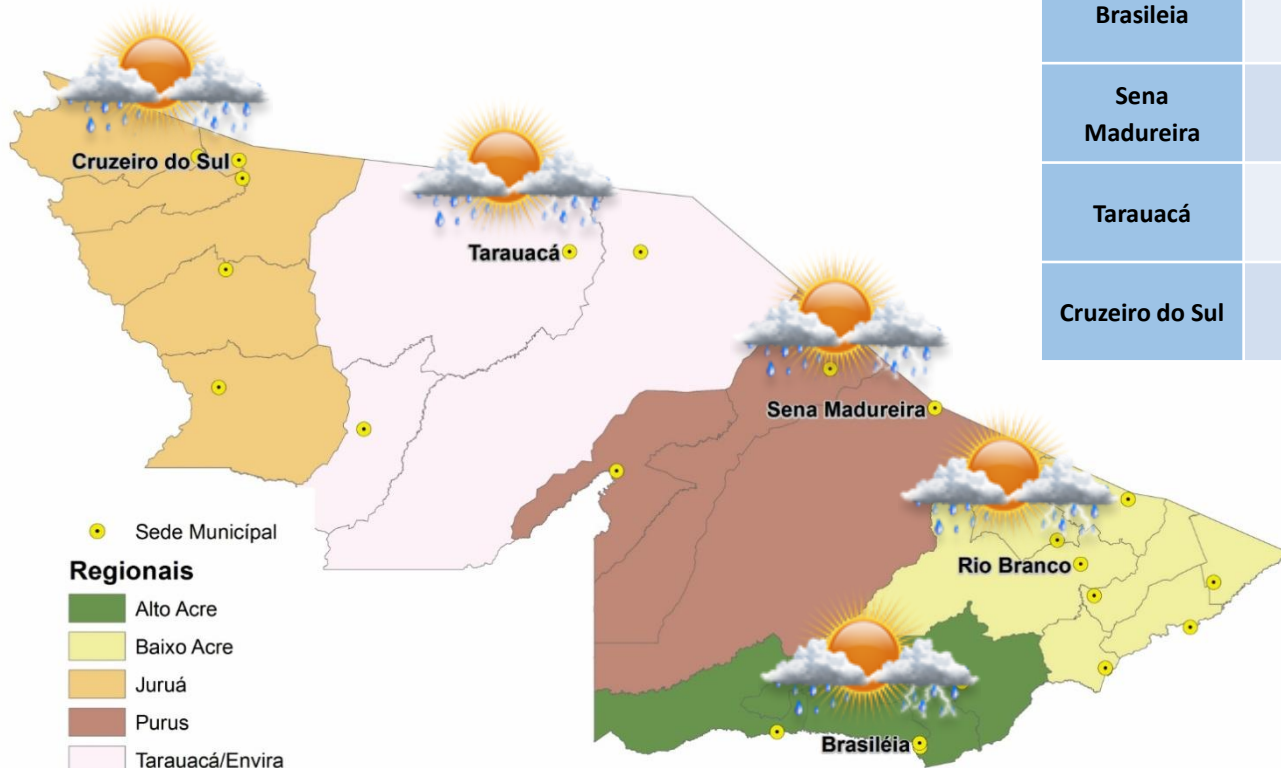 Brasileia
Sena
Madureira
Tarauacá
Cruzeiro do Sul
Cruzeiro do Sul
Tarauacá
Sena Madureira
Rio Branco
Brasiléia
Sede Municípal
Regionais
Alto Acre
Baixo Acre
Juruá
Purus
Tarauacá/Envira